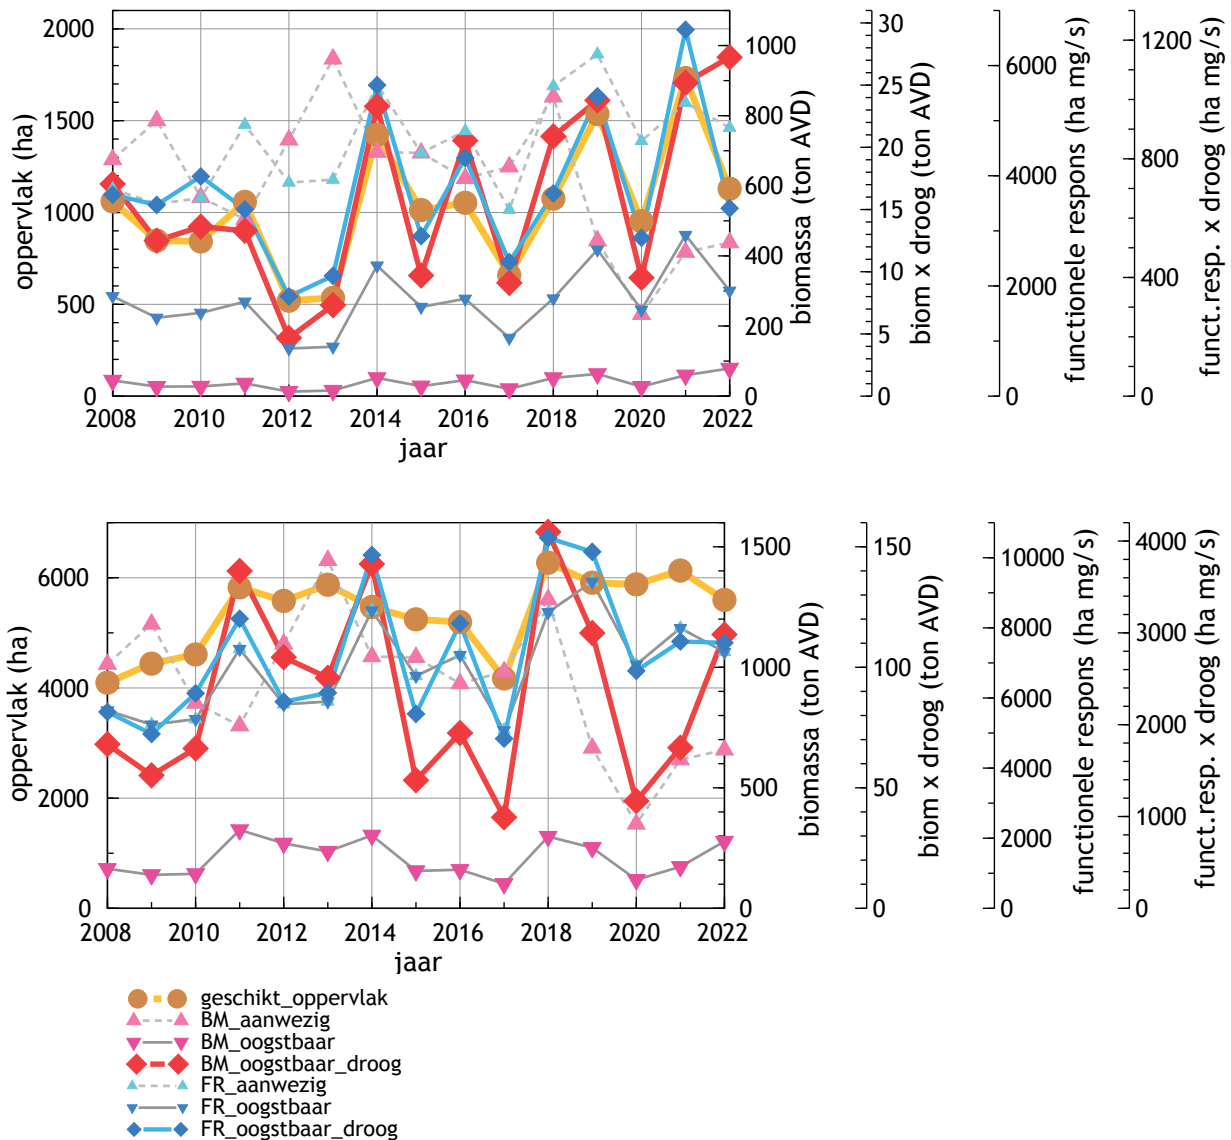 oppervlak (ha)
2000
1500
1000
500
0
2008 2010 2012 2014 2016 2018 2020 2022
jaar
1000
800
600
400
200
0
biomassa (ton AVD)
30
25
20
15
10
5
0
biom x droog (ton AVD)
6000
4000
2000
0
functionele respons (ha mg/s)
1200
800
400
0
funct.resp. x droog (ha mg/s)
oppervlak (ha)
6000
4000
2000
0
2008 2010 2012 2014 2016 2018 2020 2022
jaar
1500
1000
500
0
biomassa (ton AVD)
150
100
50
0
biom x droog (ton AVD)
10000
8000
6000
4000
2000
0
functionele respons (ha mg/s)
4000
3000
2000
1000
0
funct.resp. x droog (ha mg/s)
geschikt_oppervlak
BM_aanwezig
BM_oogstbaar
BM_oogstbaar_droog
FR_aanwezig
FR_oogstbaar
FR_oogstbaar_droog